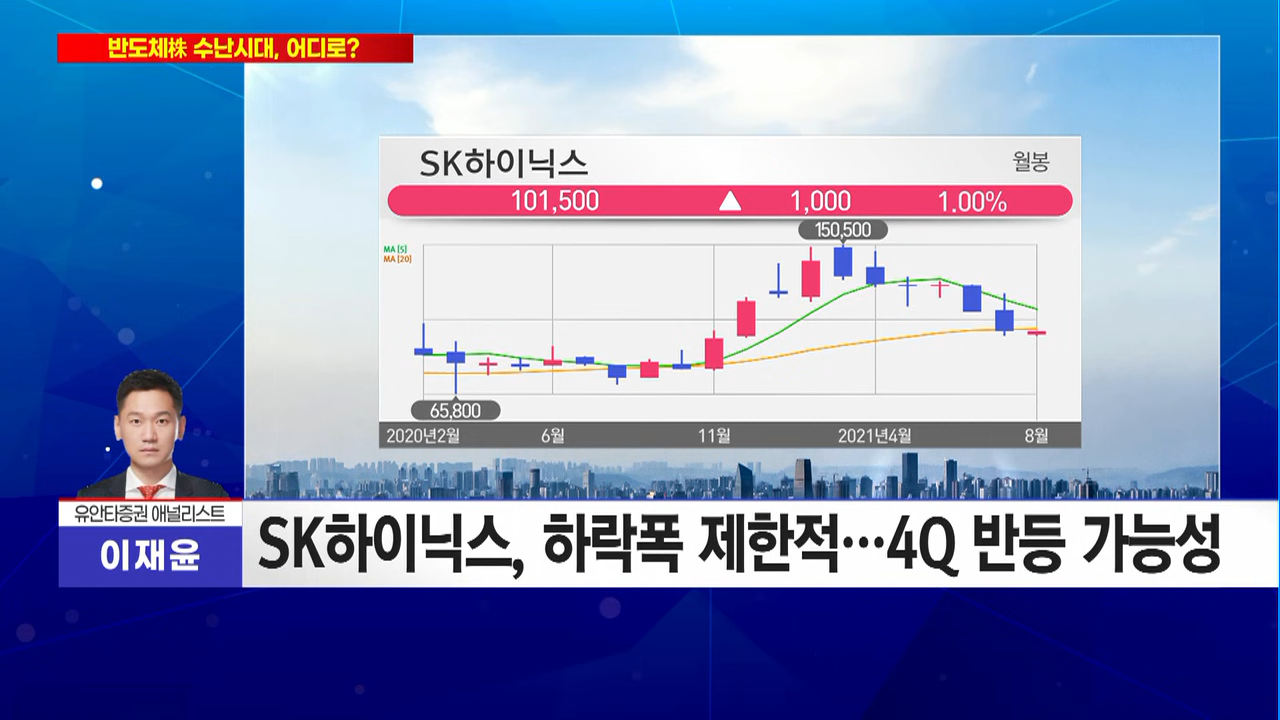 반도체株 수난시대, 어디로?
SK하이닉스
월봉
101,500 ▲ 1,000 1.00%
150,500
MA [5]
MA [20]
65,800
2020년2월 6월 11월 2021년4월 8월
유안타증권 애널리스트
이재윤
SK하이닉스, 하락폭 제한적…4Q 반등 가능성